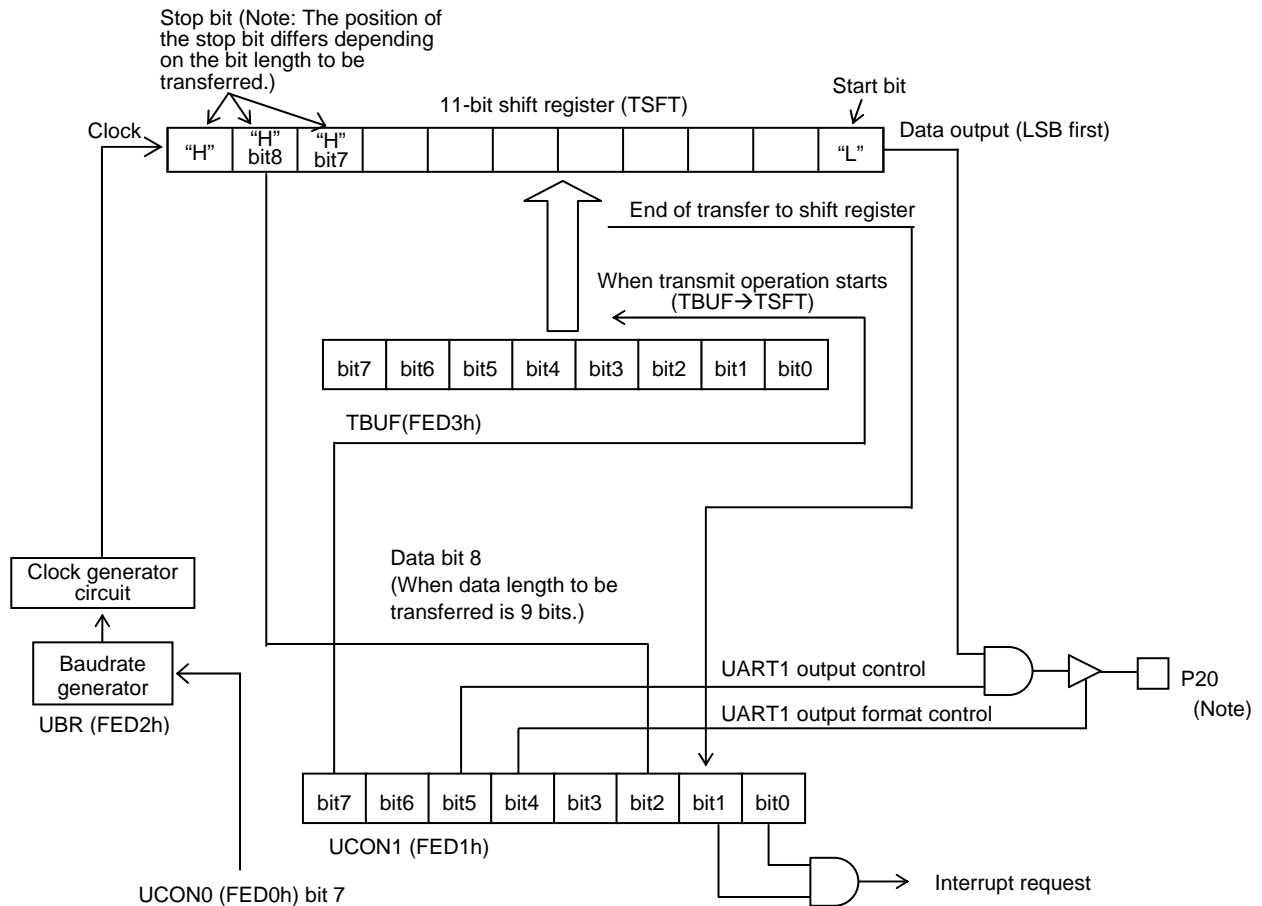 Stop bit (Note: The position of
the stop bit differs depending
on the bit length to be
transferred.)
11-bit shift register (TSFT)
Start bit
Clock
Data output (LSB first)
“H”
“H”
bit8
“H”
bit7
“L”
End of transfer to shift register
When transmit operation starts
(TBUF→TSFT)
bit7 bit6 bit5 bit4 bit3 bit2 bit1 bit0
TBUF(FED3h)
Data bit 8
(When data length to be
transferred is 9 bits.)
Clock generator
circuit
Baudrate
generator
UBR (FED2h)
UART1 output control
UART1 output format control
P20
(Note)
bit7 bit6 bit5 bit4 bit3 bit2 bit1 bit0
UCON1 (FED1h)
UCON0 (FED0h) bit 7
Interrupt request